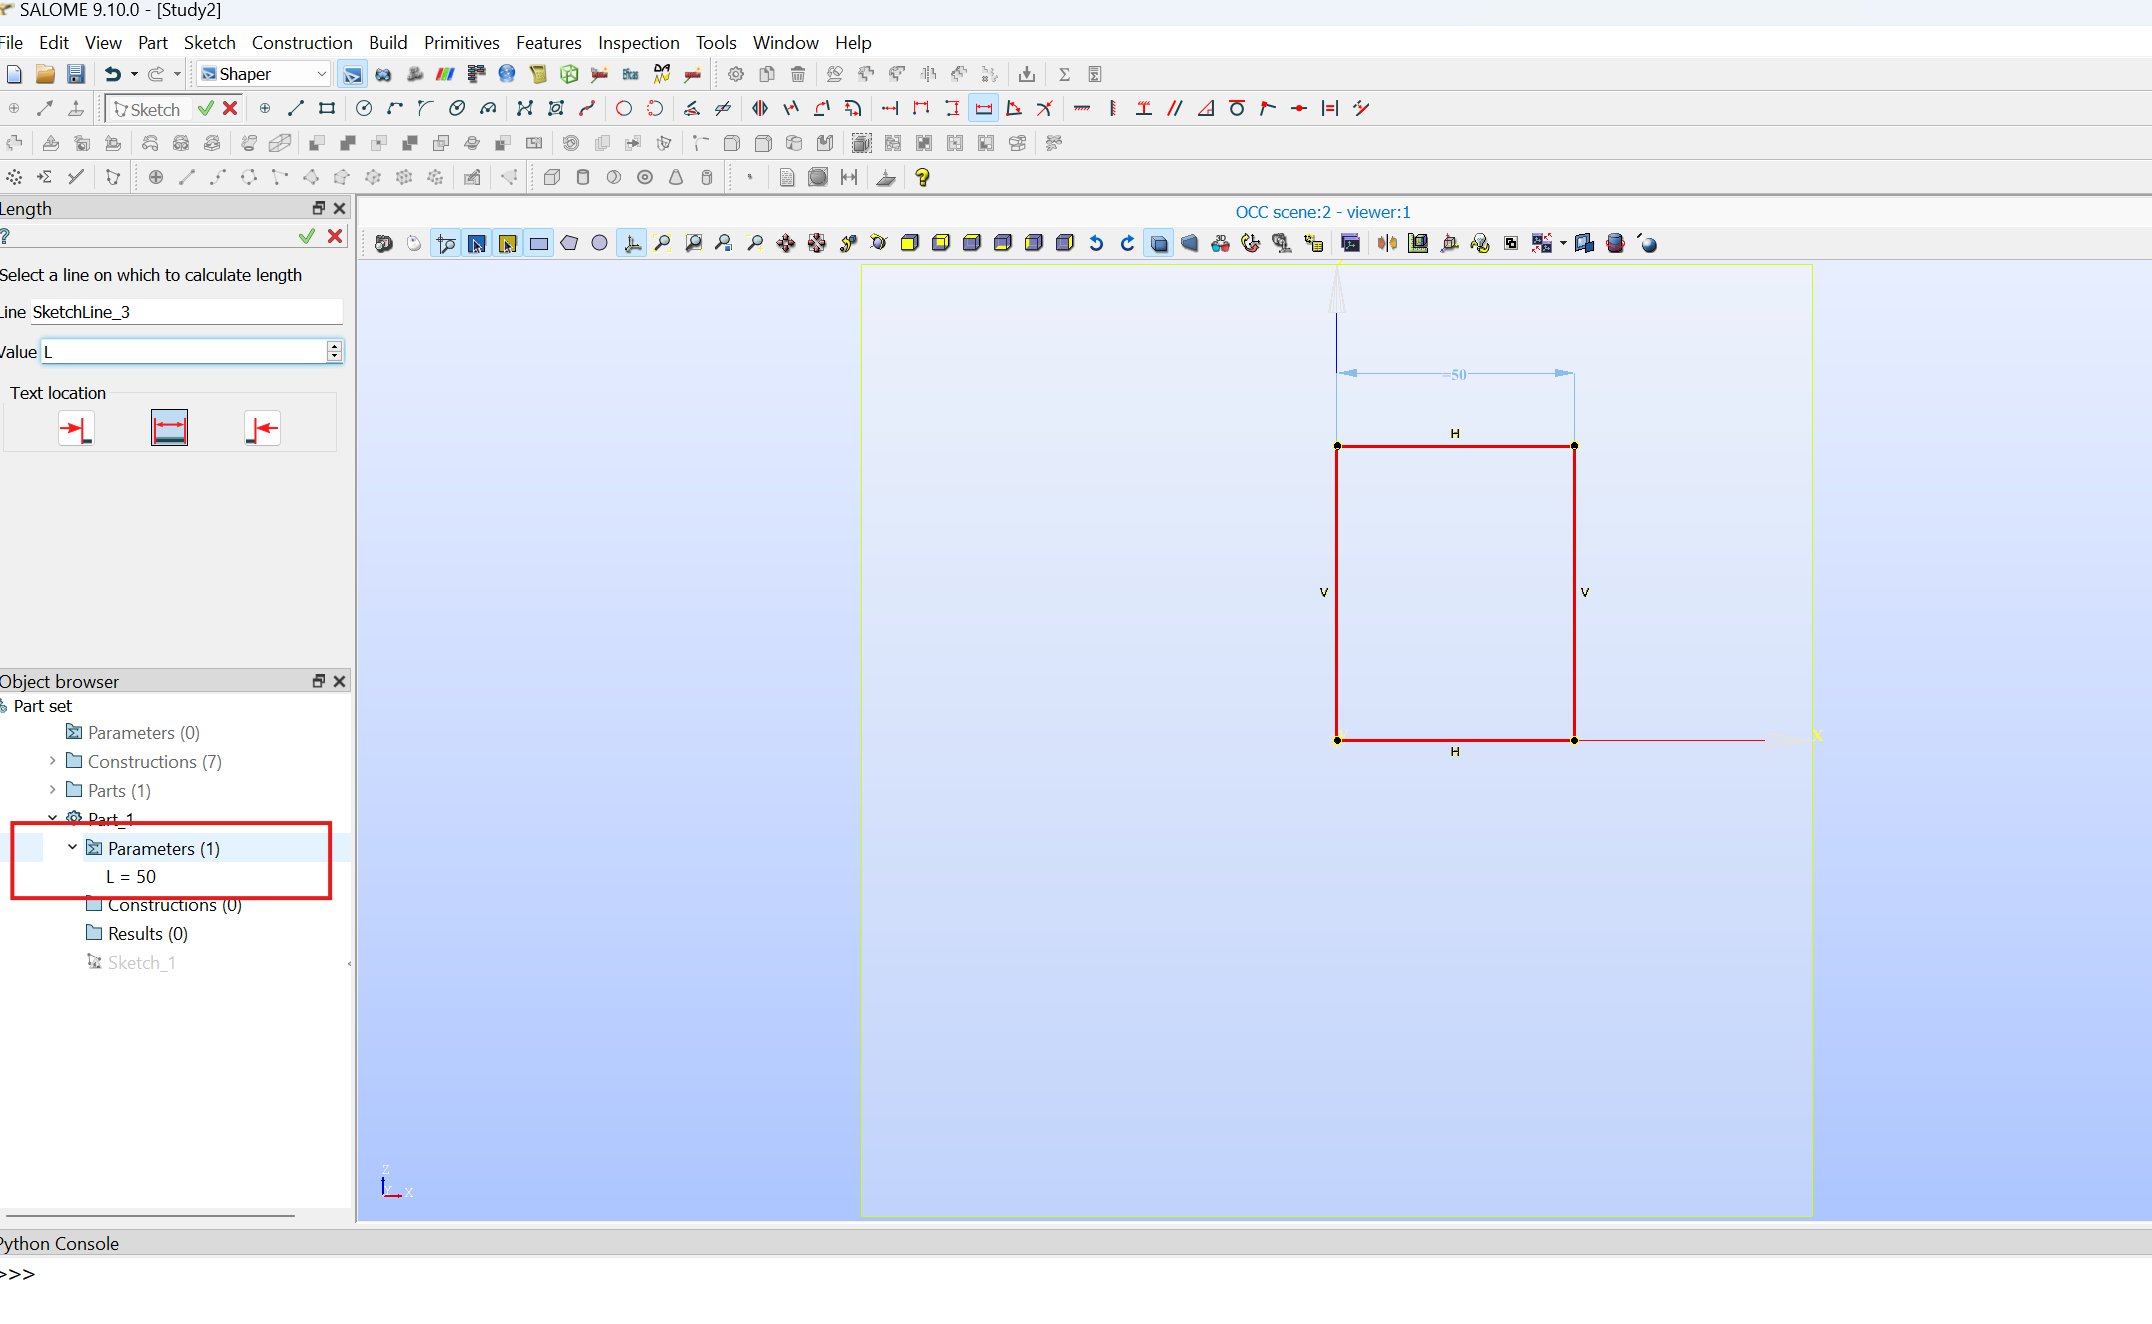 SALOME 9.10.0 - [Study2]
File Edit View Part Sketch Construction Build Primitives Features Inspection Tools Window Help
Shaper
Sketch
Length
OCC scene:2 - viewer:1
Select a line on which to calculate length
Line SketchLine_3
Value L
Text location
=50
H
V
V
H
X
Object browser
Part set
Parameters (0)
Constructions (7)
Parts (1)
Part_1
Parameters (1)
L = 50
Constructions (0)
Results (0)
Sketch_1
Z
X
Python Console
>>>